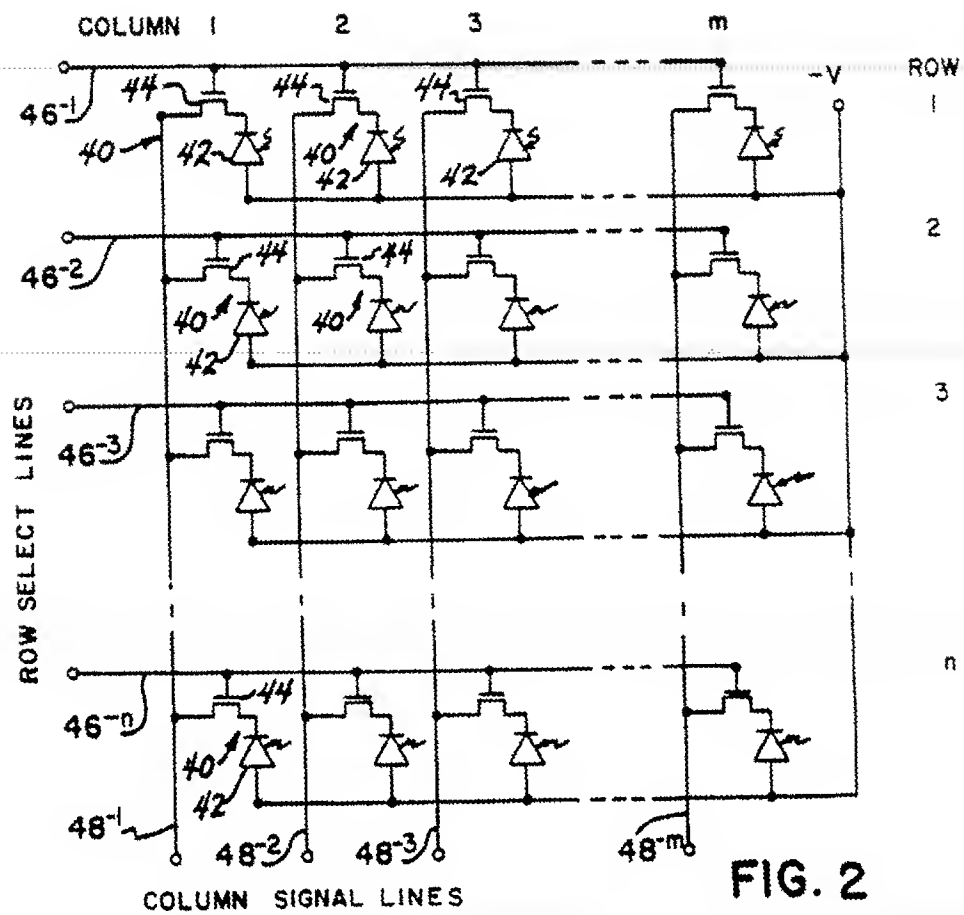 COLUMN 1 2 3 m
-V ROW
46-1 44 44 44 1
40 42 40 42 42
46-2 44 44 2
40 40
42
46-3 3
ROW SELECT LINES
46-n 44 n
40
42
48-1 48-2 48-3 48-m
COLUMN SIGNAL LINES
FIG. 2